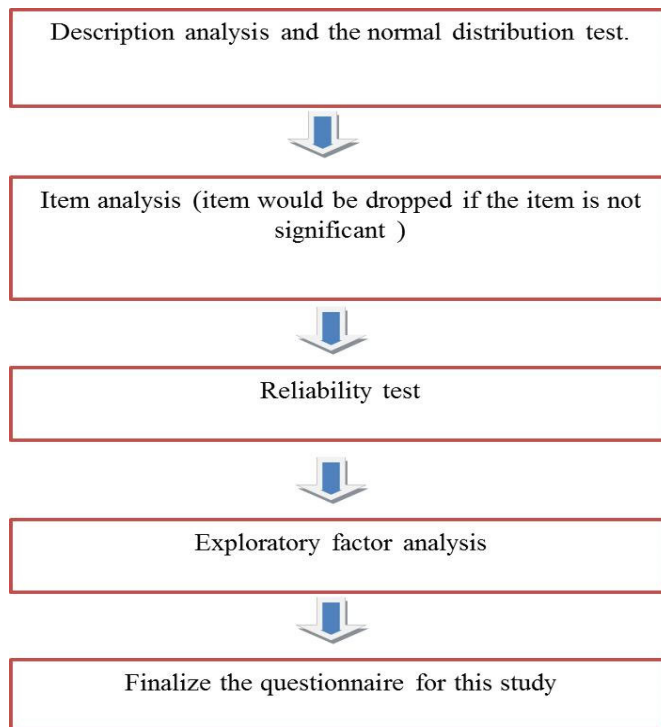 Description analysis and the normal distribution test.
Item analysis (item would be dropped if the item is not
significant )
Reliability test
Exploratory factor analysis
Finalize the questionnaire for this study